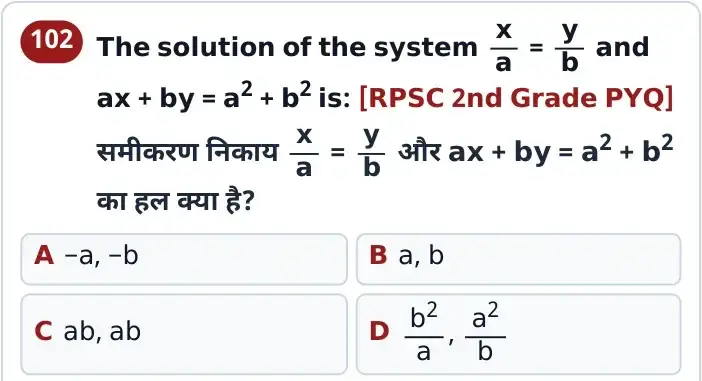 102 The solution of the system x/a = y/b and
ax + by = a² + b² is: [RPSC 2nd Grade PYQ]
समीकरण निकाय x/a = y/b और ax + by = a² + b²
का हल क्या है?
A −a, −b
B a, b
C ab, ab
D b²/a, a²/b